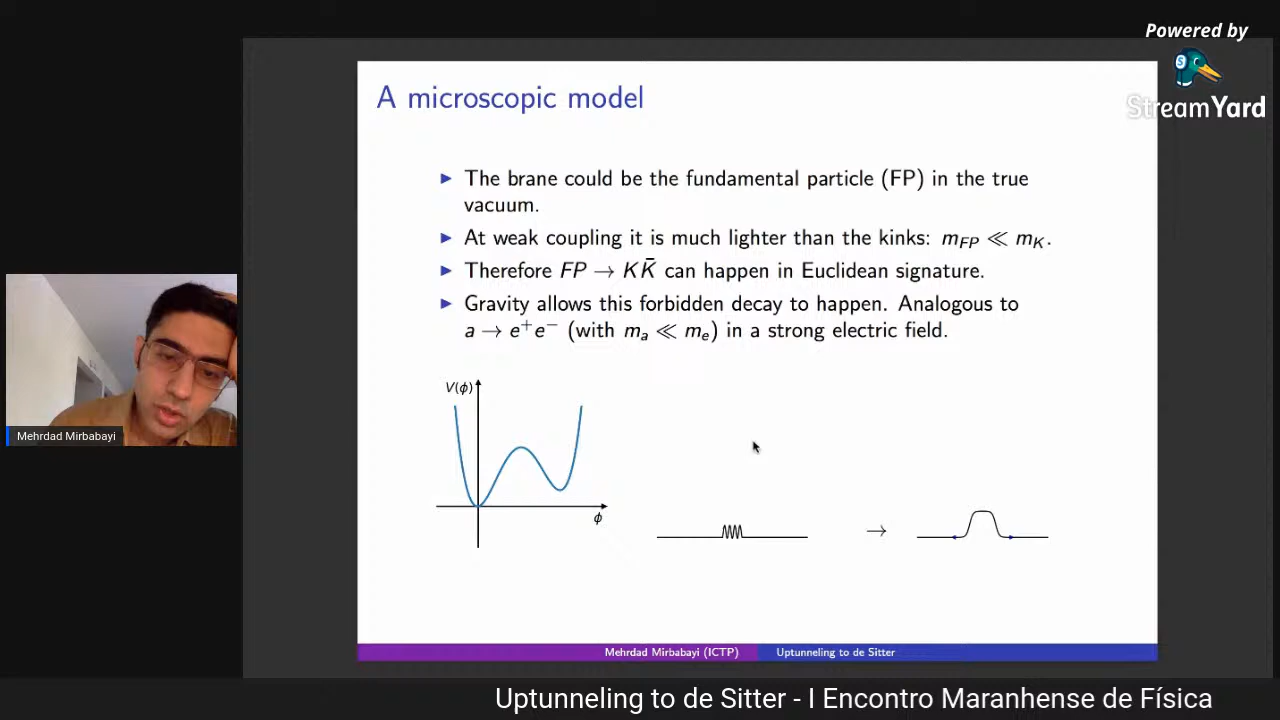 Powered by
StreamYard
A microscopic model
▶ The brane could be the fundamental particle (FP) in the true
vacuum.
▶ At weak coupling it is much lighter than the kinks: m_FP ≪ m_K.
▶ Therefore FP → K K̄ can happen in Euclidean signature.
▶ Gravity allows this forbidden decay to happen. Analogous to
a → e⁺e⁻ (with m_a ≪ m_e) in a strong electric field.
V(ϕ)
ϕ
→
Mehrdad Mirbabayi
Mehrdad Mirbabayi (ICTP) Uptunneling to de Sitter
Uptunneling to de Sitter - I Encontro Maranhense de Física